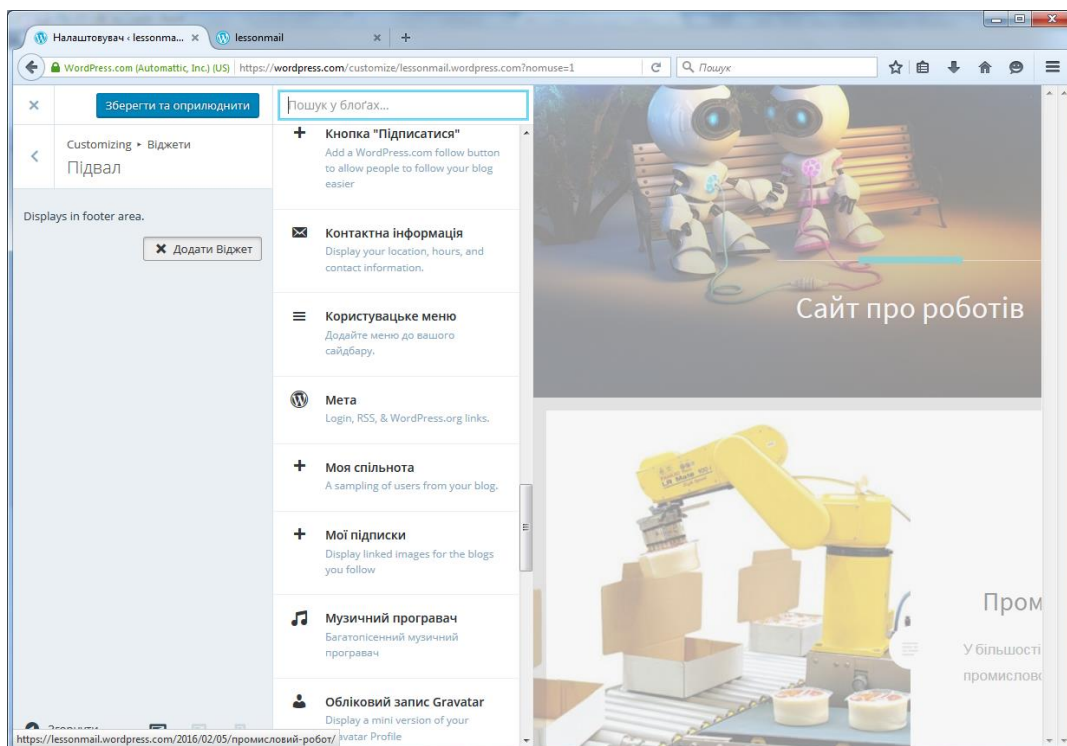 Налаштовувач ‹ lessonma...
lessonmail
WordPress.com (Automattic, Inc.) (US)
https://wordpress.com/customize/lessonmail.wordpress.com?nomuse=1
Пошук
Зберегти та оприлюднити
Пошук у блоґах...
Customizing ▸ Віджети
Підвал
Displays in footer area.
Додати Віджет
Кнопка "Підписатися"
Add a WordPress.com follow button
to allow people to follow your blog
easier
Контактна інформація
Display your location, hours, and
contact information.
Користувацьке меню
Додайте меню до вашого
сайдбару.
Мета
Login, RSS, & WordPress.org links.
Моя спільнота
A sampling of users from your blog.
Мої підписки
Display linked images for the blogs
you follow
Музичний програвач
Багатопісенний музичний
програвач
Обліковий запис Gravatar
Display a mini version of your
avatar Profile
https://lessonmail.wordpress.com/2016/02/05/промисловий-робот/
Сайт про роботів
LR Mate
Пром
У більшості
промислово